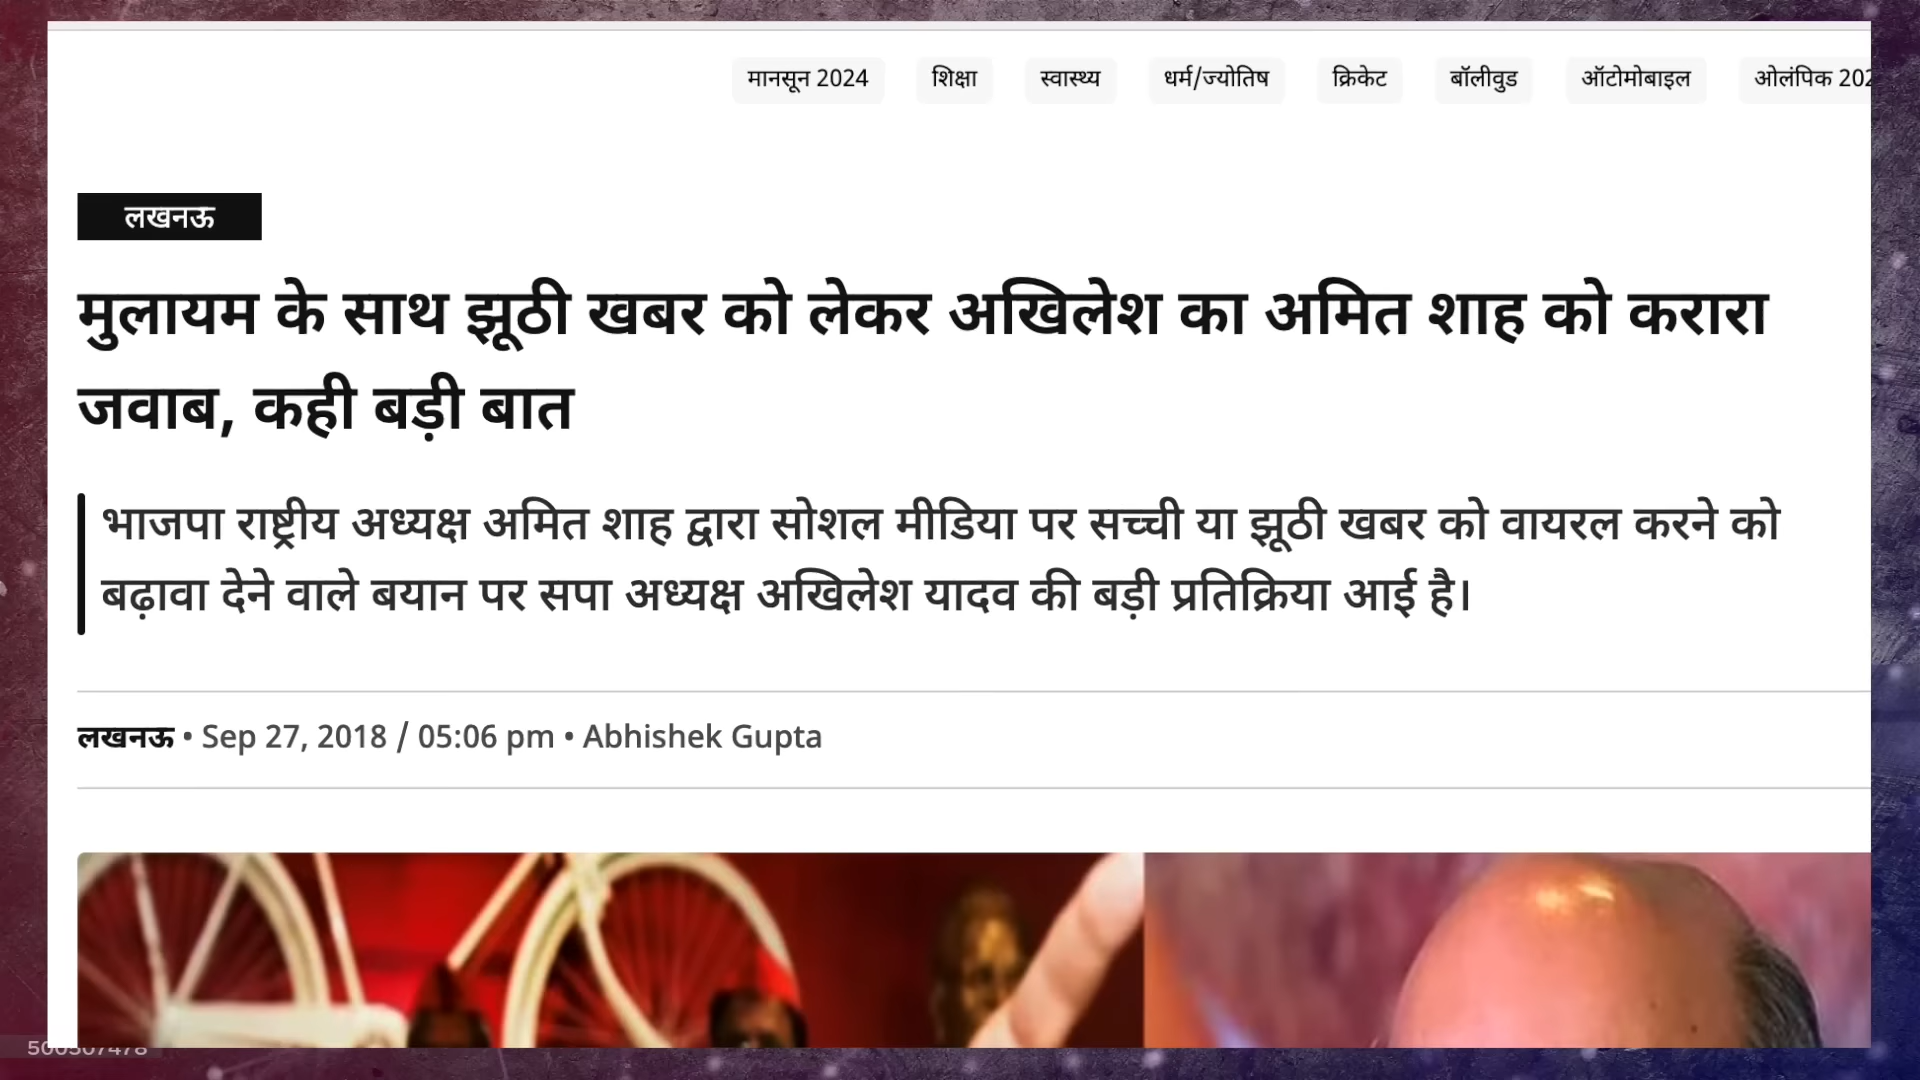 मानसून 2024 शिक्षा स्वास्थ्य धर्म/ज्योतिष क्रिकेट बॉलीवुड ऑटोमोबाइल ओलंपिक 202
लखनऊ
मुलायम के साथ झूठी खबर को लेकर अखिलेश का अमित शाह को करारा
जवाब, कही बड़ी बात
भाजपा राष्ट्रीय अध्यक्ष अमित शाह द्वारा सोशल मीडिया पर सच्ची या झूठी खबर को वायरल करने को
बढ़ावा देने वाले बयान पर सपा अध्यक्ष अखिलेश यादव की बड़ी प्रतिक्रिया आई है।
लखनऊ • Sep 27, 2018 / 05:06 pm • Abhishek Gupta